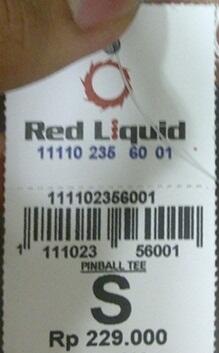 Red Liquid
11110 235 60 01
111102356001
1 111023 56001
PINBALL TEE
S
Rp 229.000